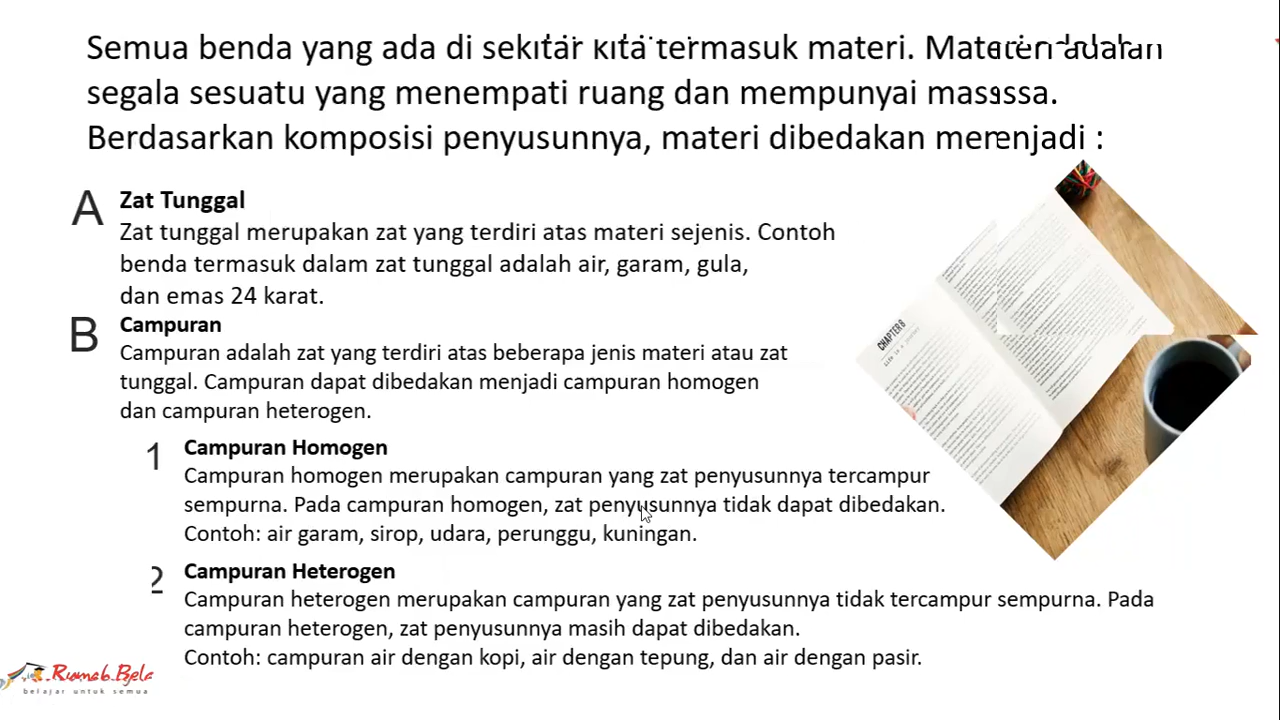 Semua benda yang ada di sekitar kita termasuk materi. Materi adalah
segala sesuatu yang menempati ruang dan mempunyai massa.
Berdasarkan komposisi penyusunnya, materi dibedakan menjadi :
A Zat Tunggal
Zat tunggal merupakan zat yang terdiri atas materi sejenis. Contoh
benda termasuk dalam zat tunggal adalah air, garam, gula,
dan emas 24 karat.
B Campuran
Campuran adalah zat yang terdiri atas beberapa jenis materi atau zat
tunggal. Campuran dapat dibedakan menjadi campuran homogen
dan campuran heterogen.
1 Campuran Homogen
Campuran homogen merupakan campuran yang zat penyusunnya tercampur
sempurna. Pada campuran homogen, zat penyusunnya tidak dapat dibedakan.
Contoh: air garam, sirop, udara, perunggu, kuningan.
2 Campuran Heterogen
Campuran heterogen merupakan campuran yang zat penyusunnya tidak tercampur sempurna. Pada
campuran heterogen, zat penyusunnya masih dapat dibedakan.
Contoh: campuran air dengan kopi, air dengan tepung, dan air dengan pasir.
CHAPTER 6
belajar untuk semua